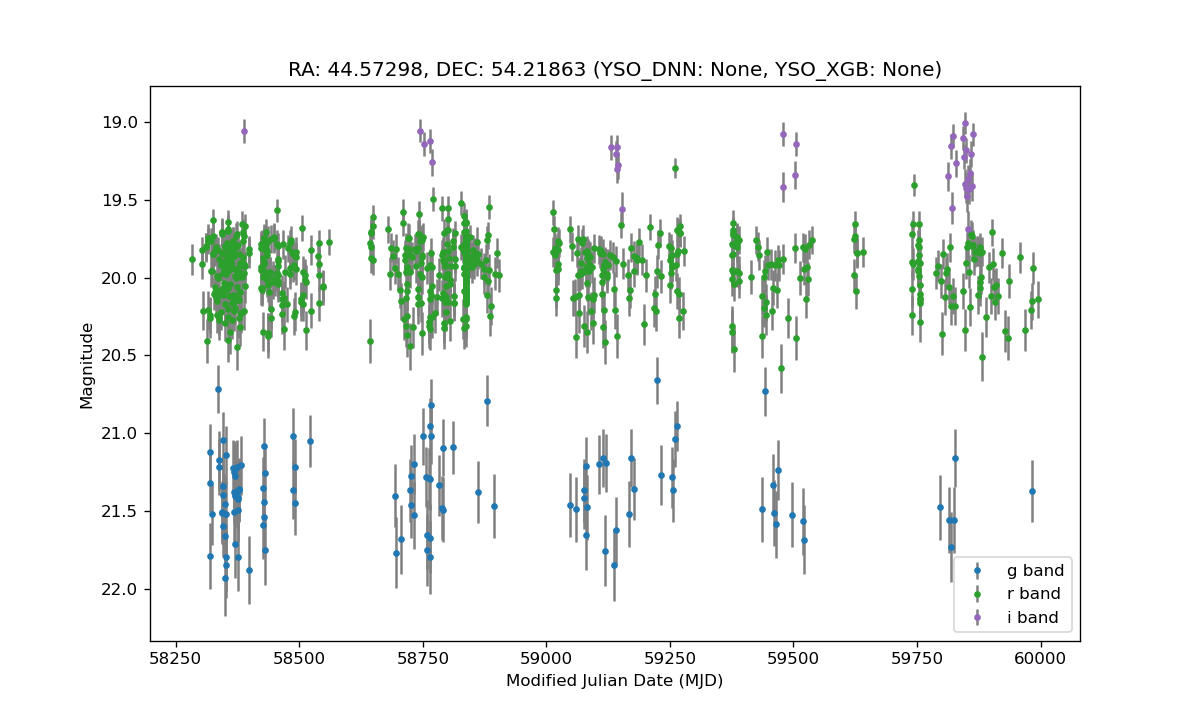 RA: 44.57298, DEC: 54.21863 (YSO_DNN: None, YSO_XGB: None)
19.0
19.5
20.0
20.5
21.0
21.5
22.0
Magnitude
g band
r band
i band
58250 58500 58750 59000 59250 59500 59750 60000
Modified Julian Date (MJD)